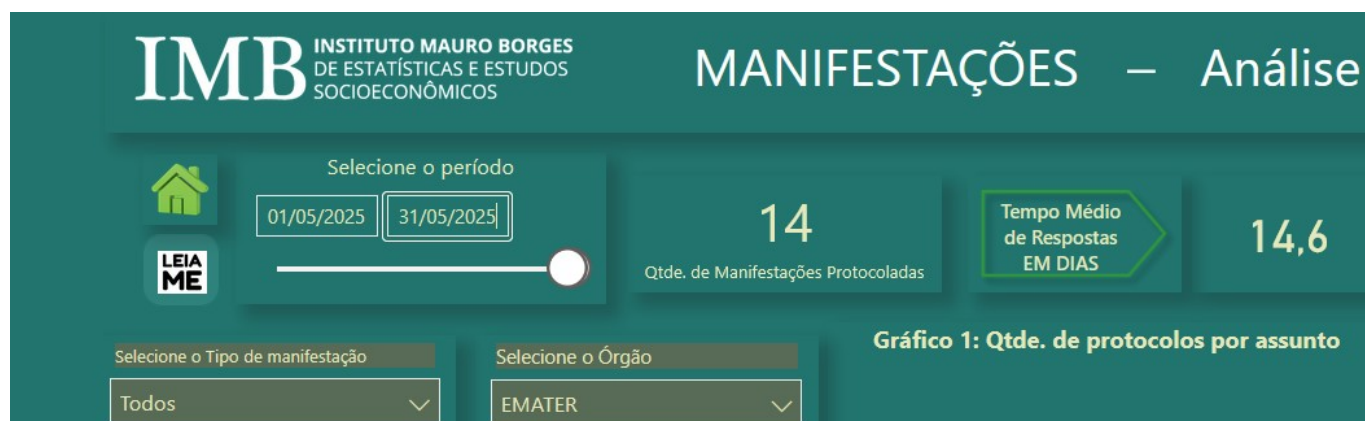 IMB
INSTITUTO MAURO BORGES
DE ESTATÍSTICAS E ESTUDOS
SOCIOECONÔMICOS
MANIFESTAÇÕES – Análise
Selecione o período
01/05/2025 31/05/2025
LEIA
ME
14
Qtde. de Manifestações Protocoladas
Tempo Médio
de Respostas
EM DIAS
14,6
Gráfico 1: Qtde. de protocolos por assunto
Selecione o Tipo de manifestação
Todos
Selecione o Órgão
EMATER